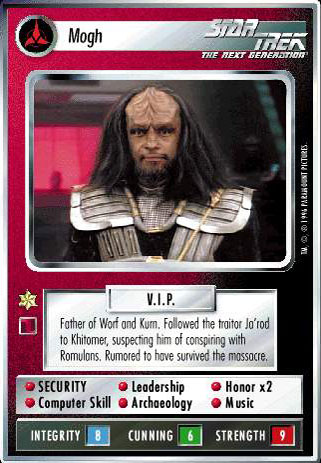 Mogh
STAR TREK
THE NEXT GENERATION
TM © © 1996 PARAMOUNT PICTURES.
V.I.P.
Father of Worf and Kurn. Followed the traitor Ja'rod
to Khitomer, suspecting him of conspiring with
Romulans. Rumored to have survived the massacre.
SECURITY Leadership Honor x2
Computer Skill Archaeology Music
INTEGRITY 8 CUNNING 6 STRENGTH 9